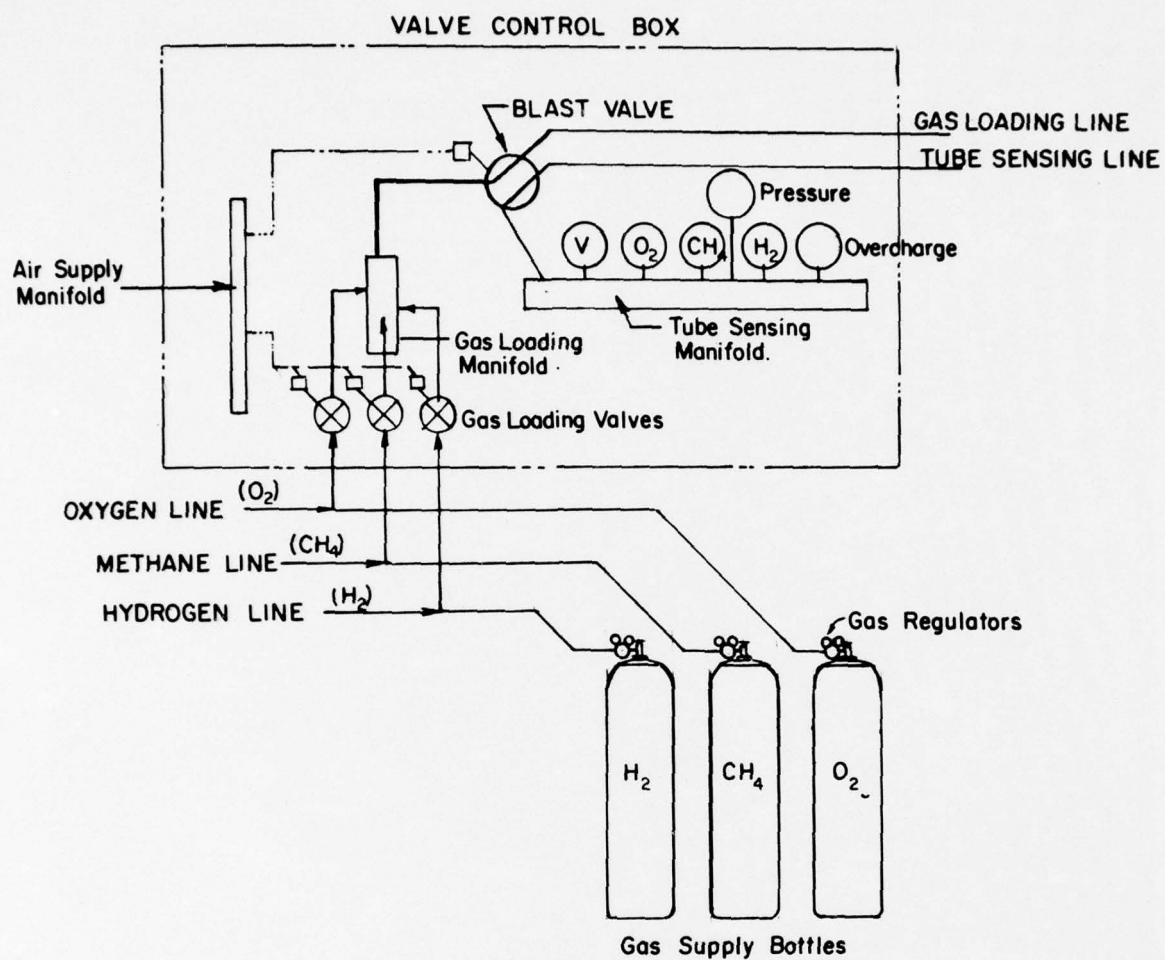 VALVE CONTROL BOX
BLAST VALVE
GAS LOADING LINE
TUBE SENSING LINE
Pressure
V
O₂
CH₄
H₂
Overcharge
Air Supply
Manifold
Tube Sensing
Manifold.
Gas Loading
Manifold
Gas Loading Valves
OXYGEN LINE (O₂)
METHANE LINE (CH₄)
HYDROGEN LINE (H₂)
Gas Regulators
H₂
CH₄
O₂
Gas Supply Bottles